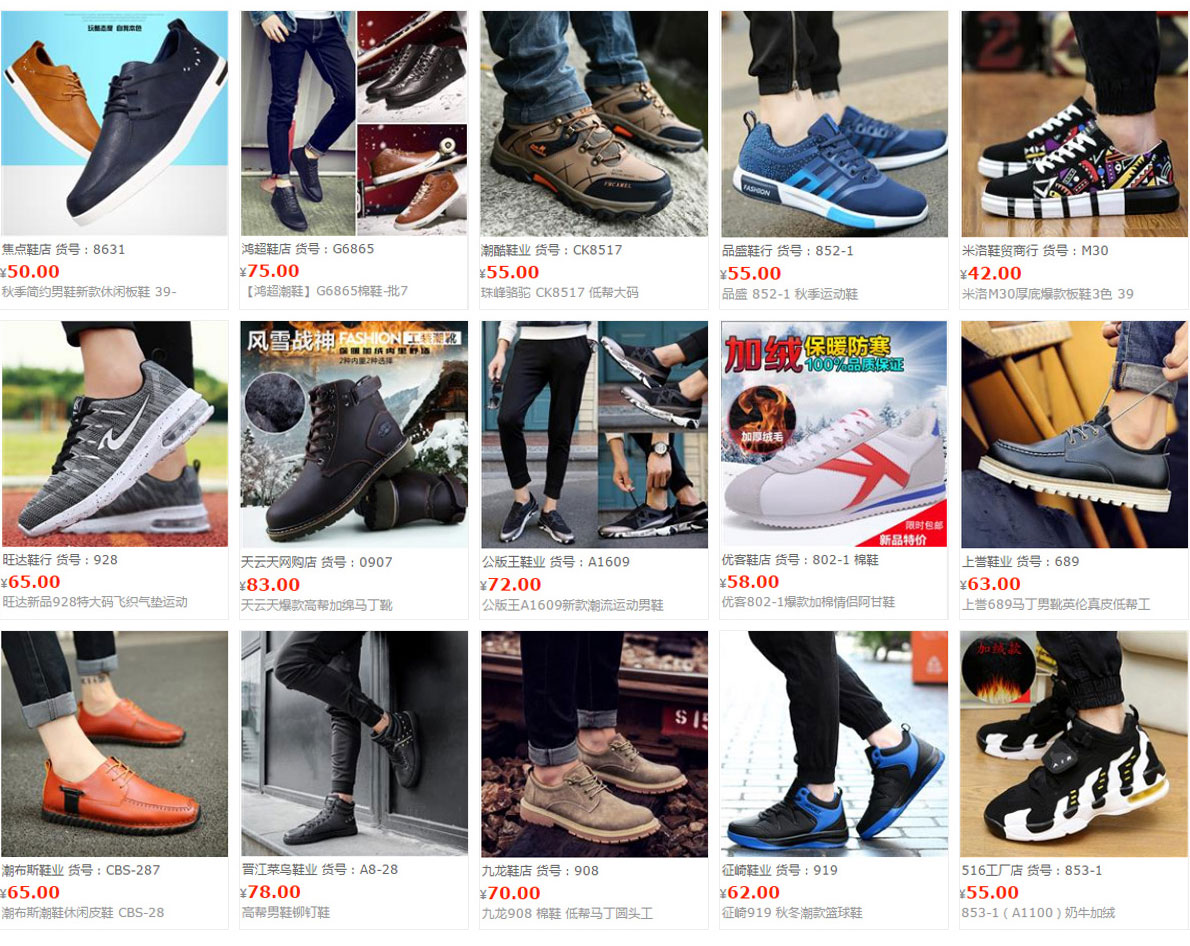 玩酷态度 自我本色
焦点鞋店 货号：8631
¥50.00
秋季简约男鞋新款休闲板鞋 39-
鸿超鞋店 货号：G6865
¥75.00
【鸿超潮鞋】G6865棉鞋-批7
FHCAMEL
潮酷鞋业 货号：CK8517
¥55.00
珠峰骆驼 CK8517 低帮大码
FASHION
品盛鞋行 货号：852-1
¥55.00
品盛 852-1 秋季运动鞋
米洛鞋贸商行 货号：M30
¥42.00
米洛M30厚底爆款板鞋3色 39
旺达鞋行 货号：928
¥65.00
旺达新品928特大码飞织气垫运动
风雪战神 FASHION
保暖加绒内里舒适
2种内里2种选择
天云天网购店 货号：0907
¥83.00
天云天爆款高帮加绵马丁靴
公版王鞋业 货号：A1609
¥72.00
公版王A1609新款潮流运动男鞋
加绒 保暖防寒
100%品质保证
加厚绒毛
限时包邮
新品特价
优客鞋店 货号：802-1 棉鞋
¥58.00
优客802-1爆款加棉情侣阿甘鞋
上誉鞋业 货号：689
¥63.00
上誉689马丁男靴英伦真皮低帮工
潮布斯鞋业 货号：CBS-287
¥65.00
潮布斯潮鞋休闲皮鞋 CBS-28
晋江菜鸟鞋业 货号：A8-28
¥78.00
高帮男鞋铆钉鞋
S15
九龙鞋店 货号：908
¥70.00
九龙908 棉鞋 低帮马丁圆头工
征崎鞋业 货号：919
¥62.00
征崎919 秋冬潮款篮球鞋
加绒款
AIR
516工厂店 货号：853-1
¥55.00
853-1（A1100）奶牛加绒